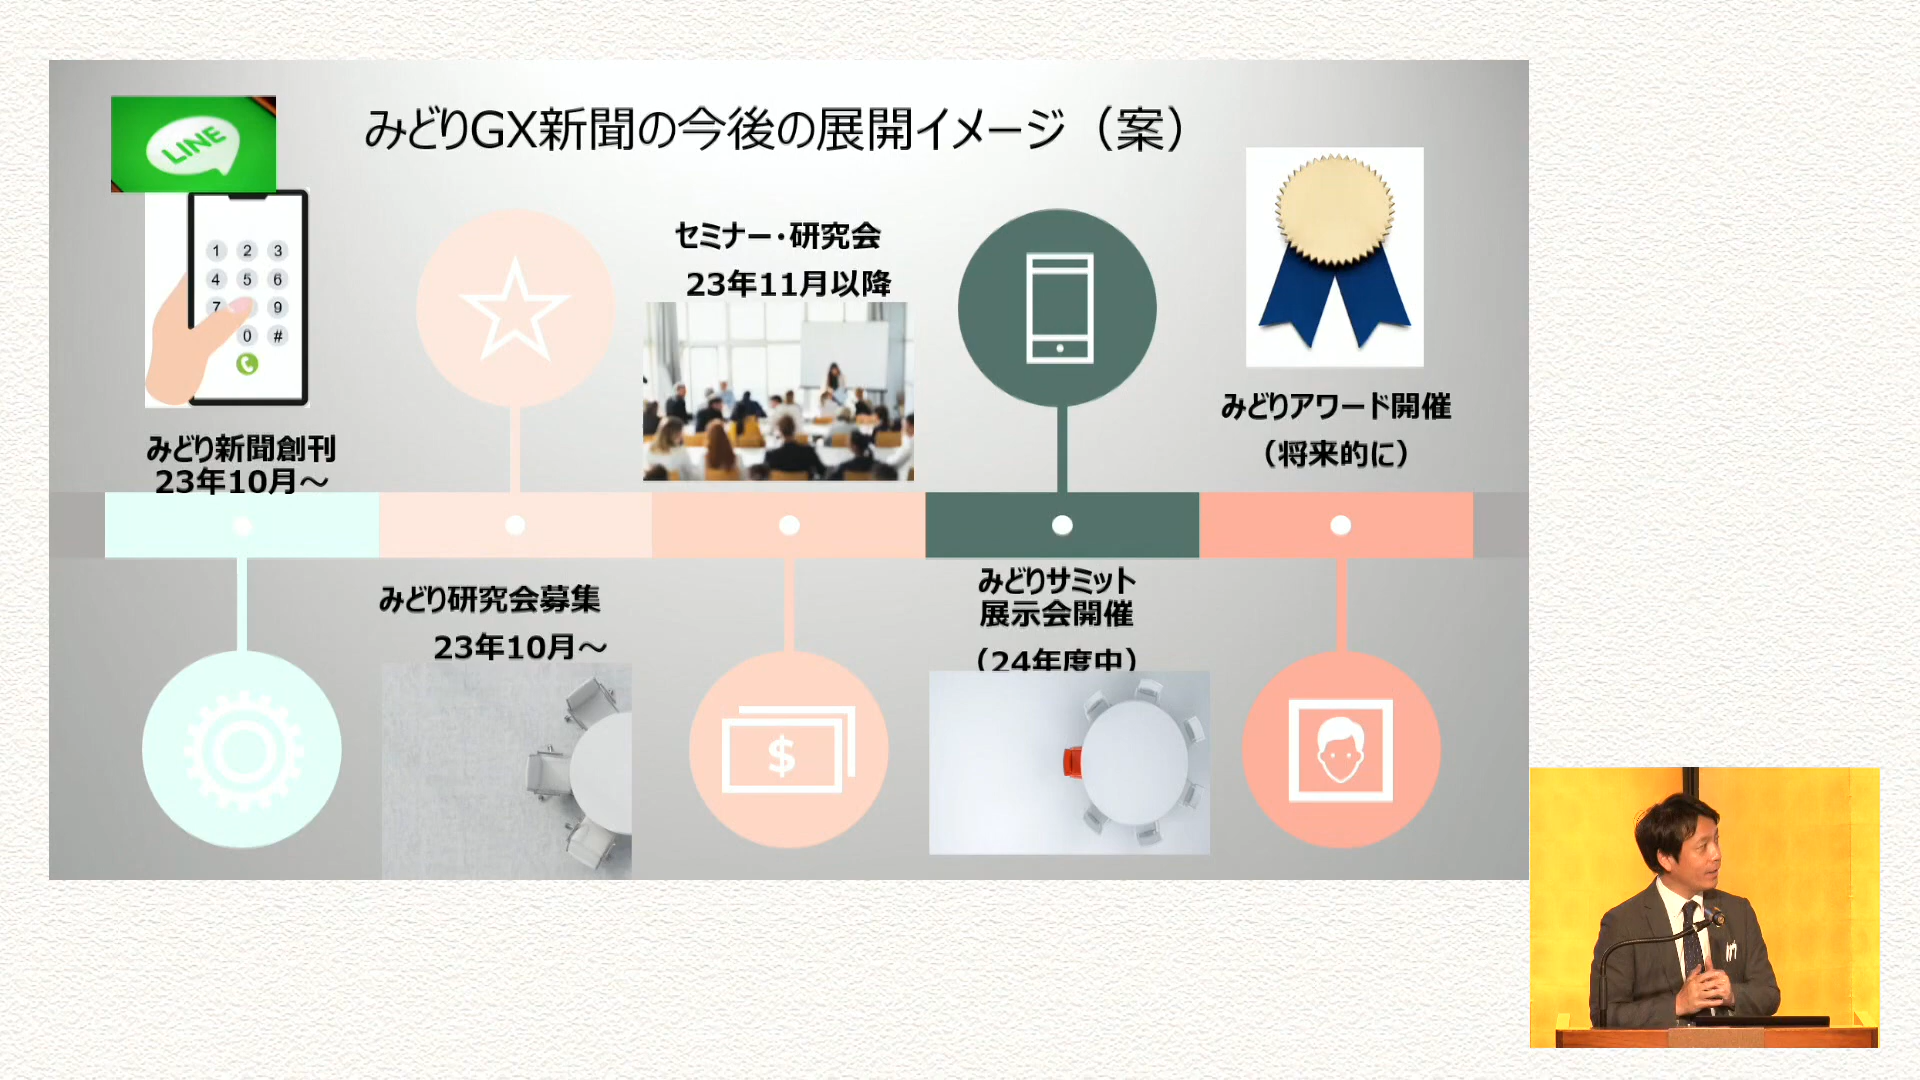 みどりGX新聞の今後の展開イメージ（案）
LINE
1 2 3
4 5 6
7 9
0 #
みどり新聞創刊
23年10月～
みどり研究会募集
23年10月～
セミナー・研究会
23年11月以降
$
みどりサミット
展示会開催
（24年度中）
みどりアワード開催
（将来的に）